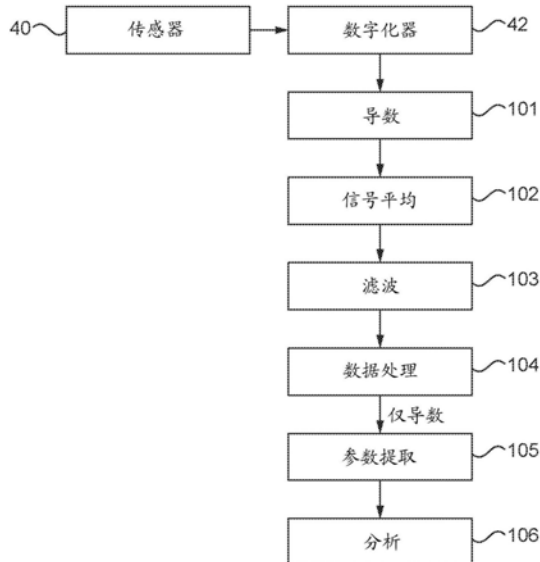 40 传感器 数字化器 42
导数 101
信号平均 102
滤波 103
数据处理 104
仅导数
参数提取 105
分析 106